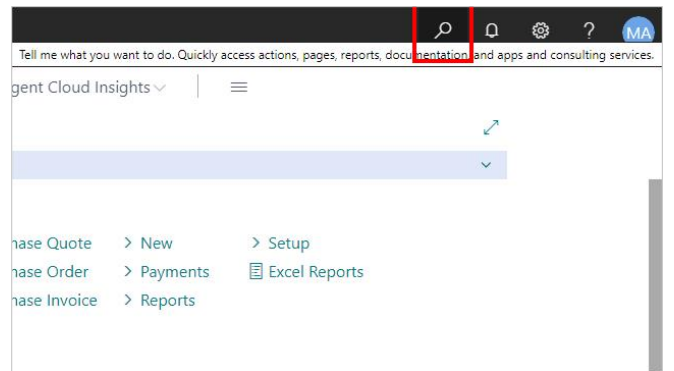 ? MA
Tell me what you want to do. Quickly access actions, pages, reports, documentation and apps and consulting services.
gent Cloud Insights
hase Quote > New > Setup
hase Order > Payments Excel Reports
hase Invoice > Reports